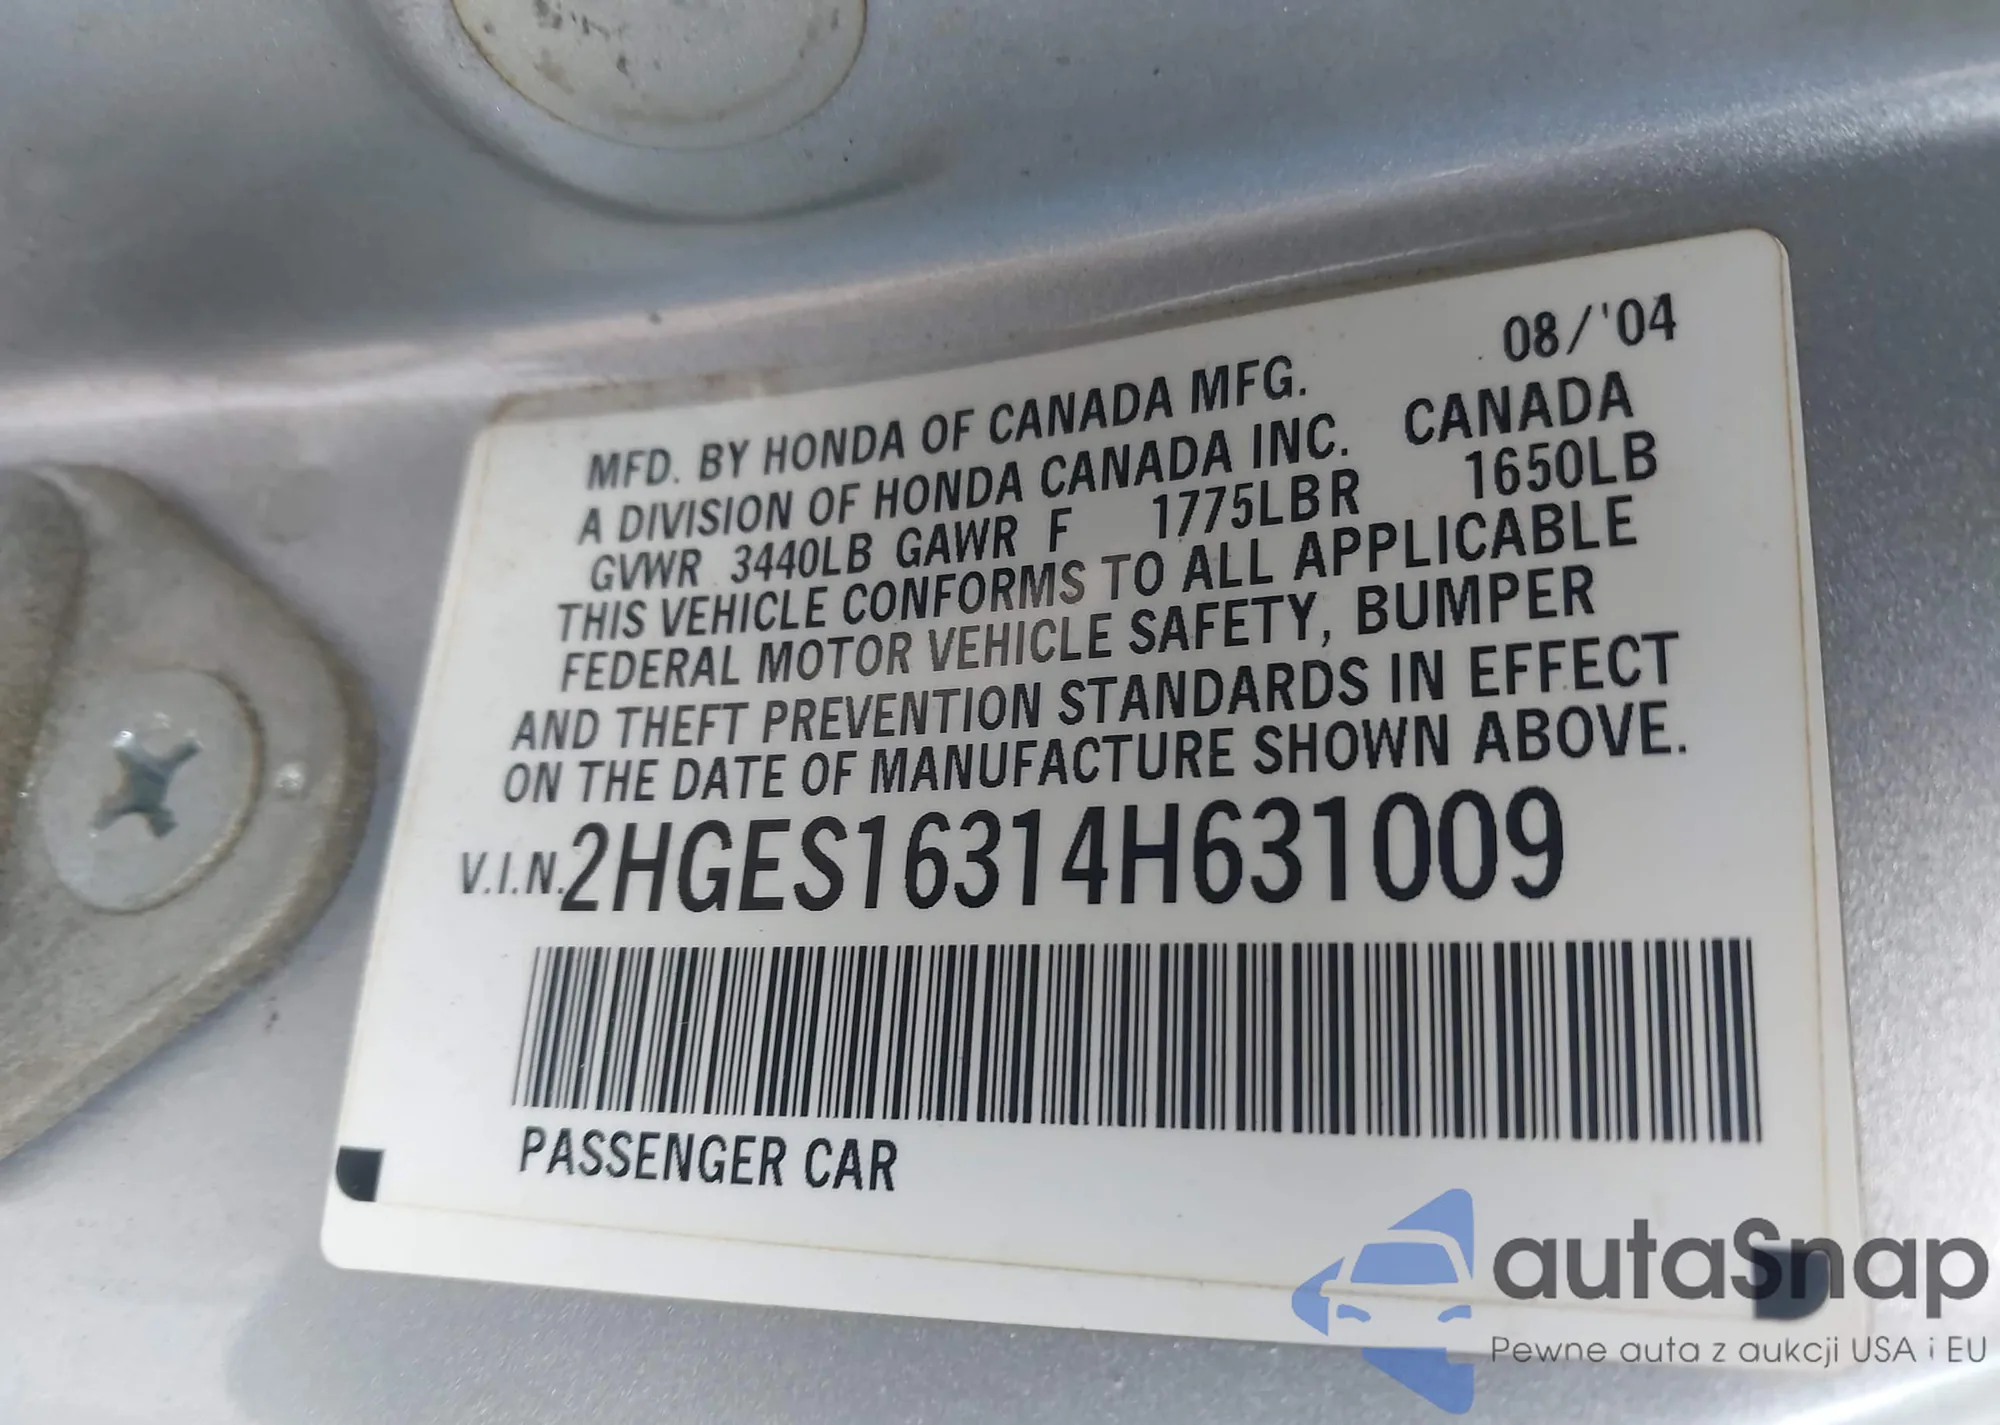 08/'04
MFD. BY HONDA OF CANADA MFG.
A DIVISION OF HONDA CANADA INC. CANADA
GVWR 3440LB GAWR F 1775LBR 1650LB
THIS VEHICLE CONFORMS TO ALL APPLICABLE
FEDERAL MOTOR VEHICLE SAFETY, BUMPER
AND THEFT PREVENTION STANDARDS IN EFFECT
ON THE DATE OF MANUFACTURE SHOWN ABOVE.
V.I.N. 2HGES16314H631009
PASSENGER CAR
autaSnap
Pewne auta z aukcji USA i EU